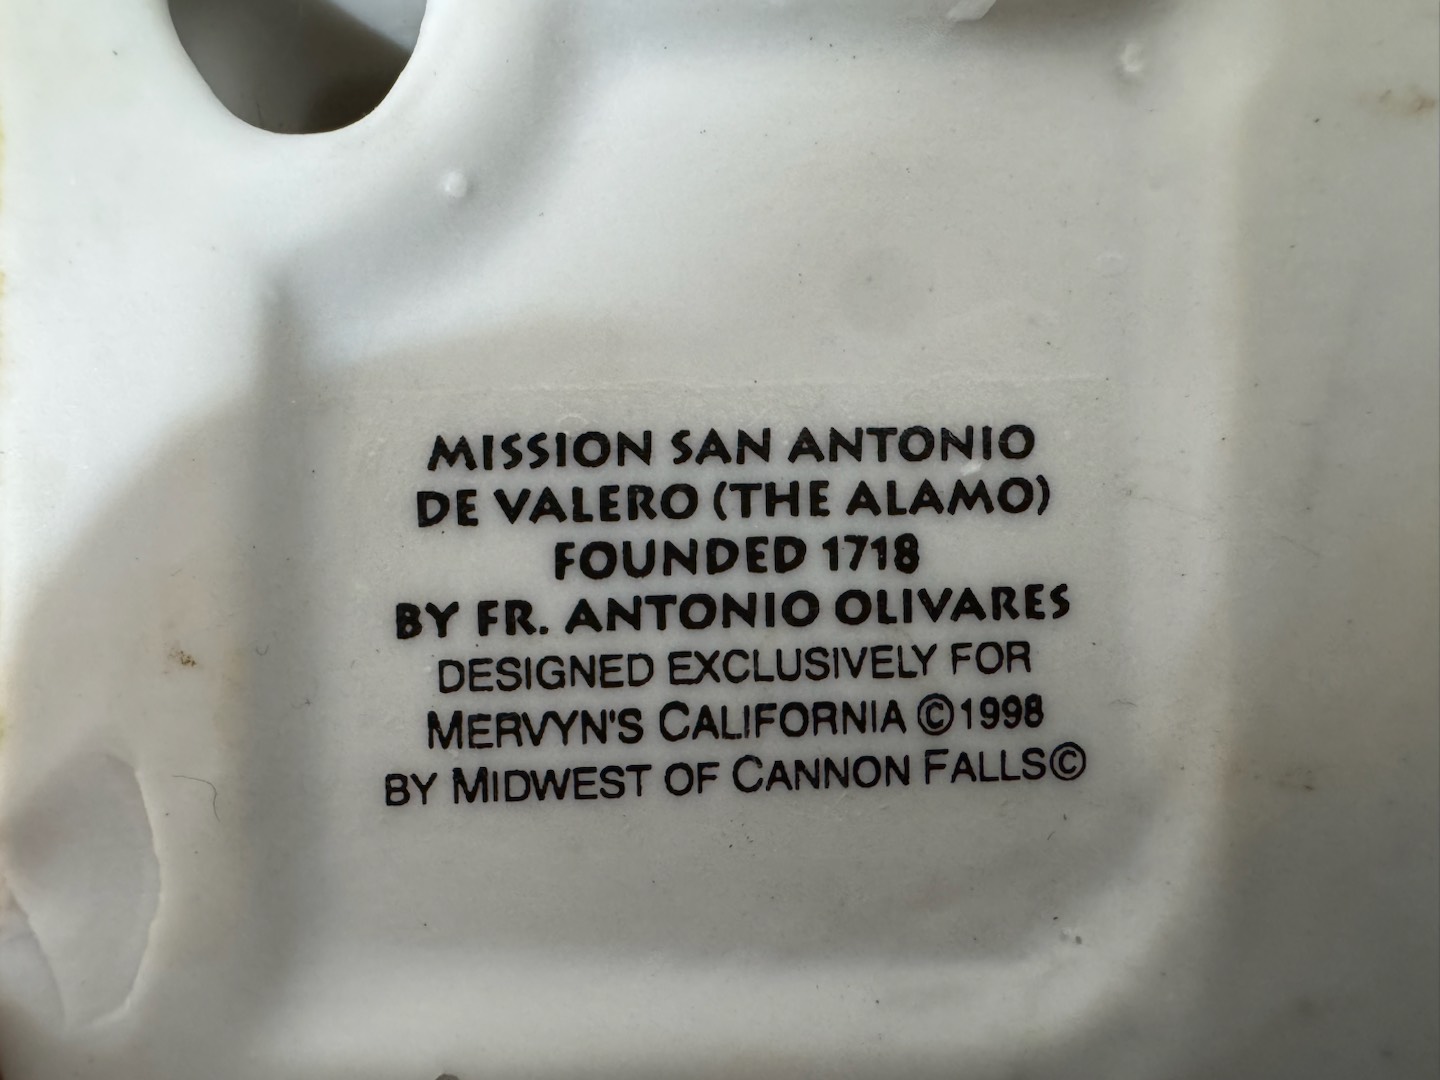 MISSION SAN ANTONIO
DE VALERO (THE ALAMO)
FOUNDED 1718
BY FR. ANTONIO OLIVARES
DESIGNED EXCLUSIVELY FOR
MERVYN'S CALIFORNIA ©1998
BY MIDWEST OF CANNON FALLS©